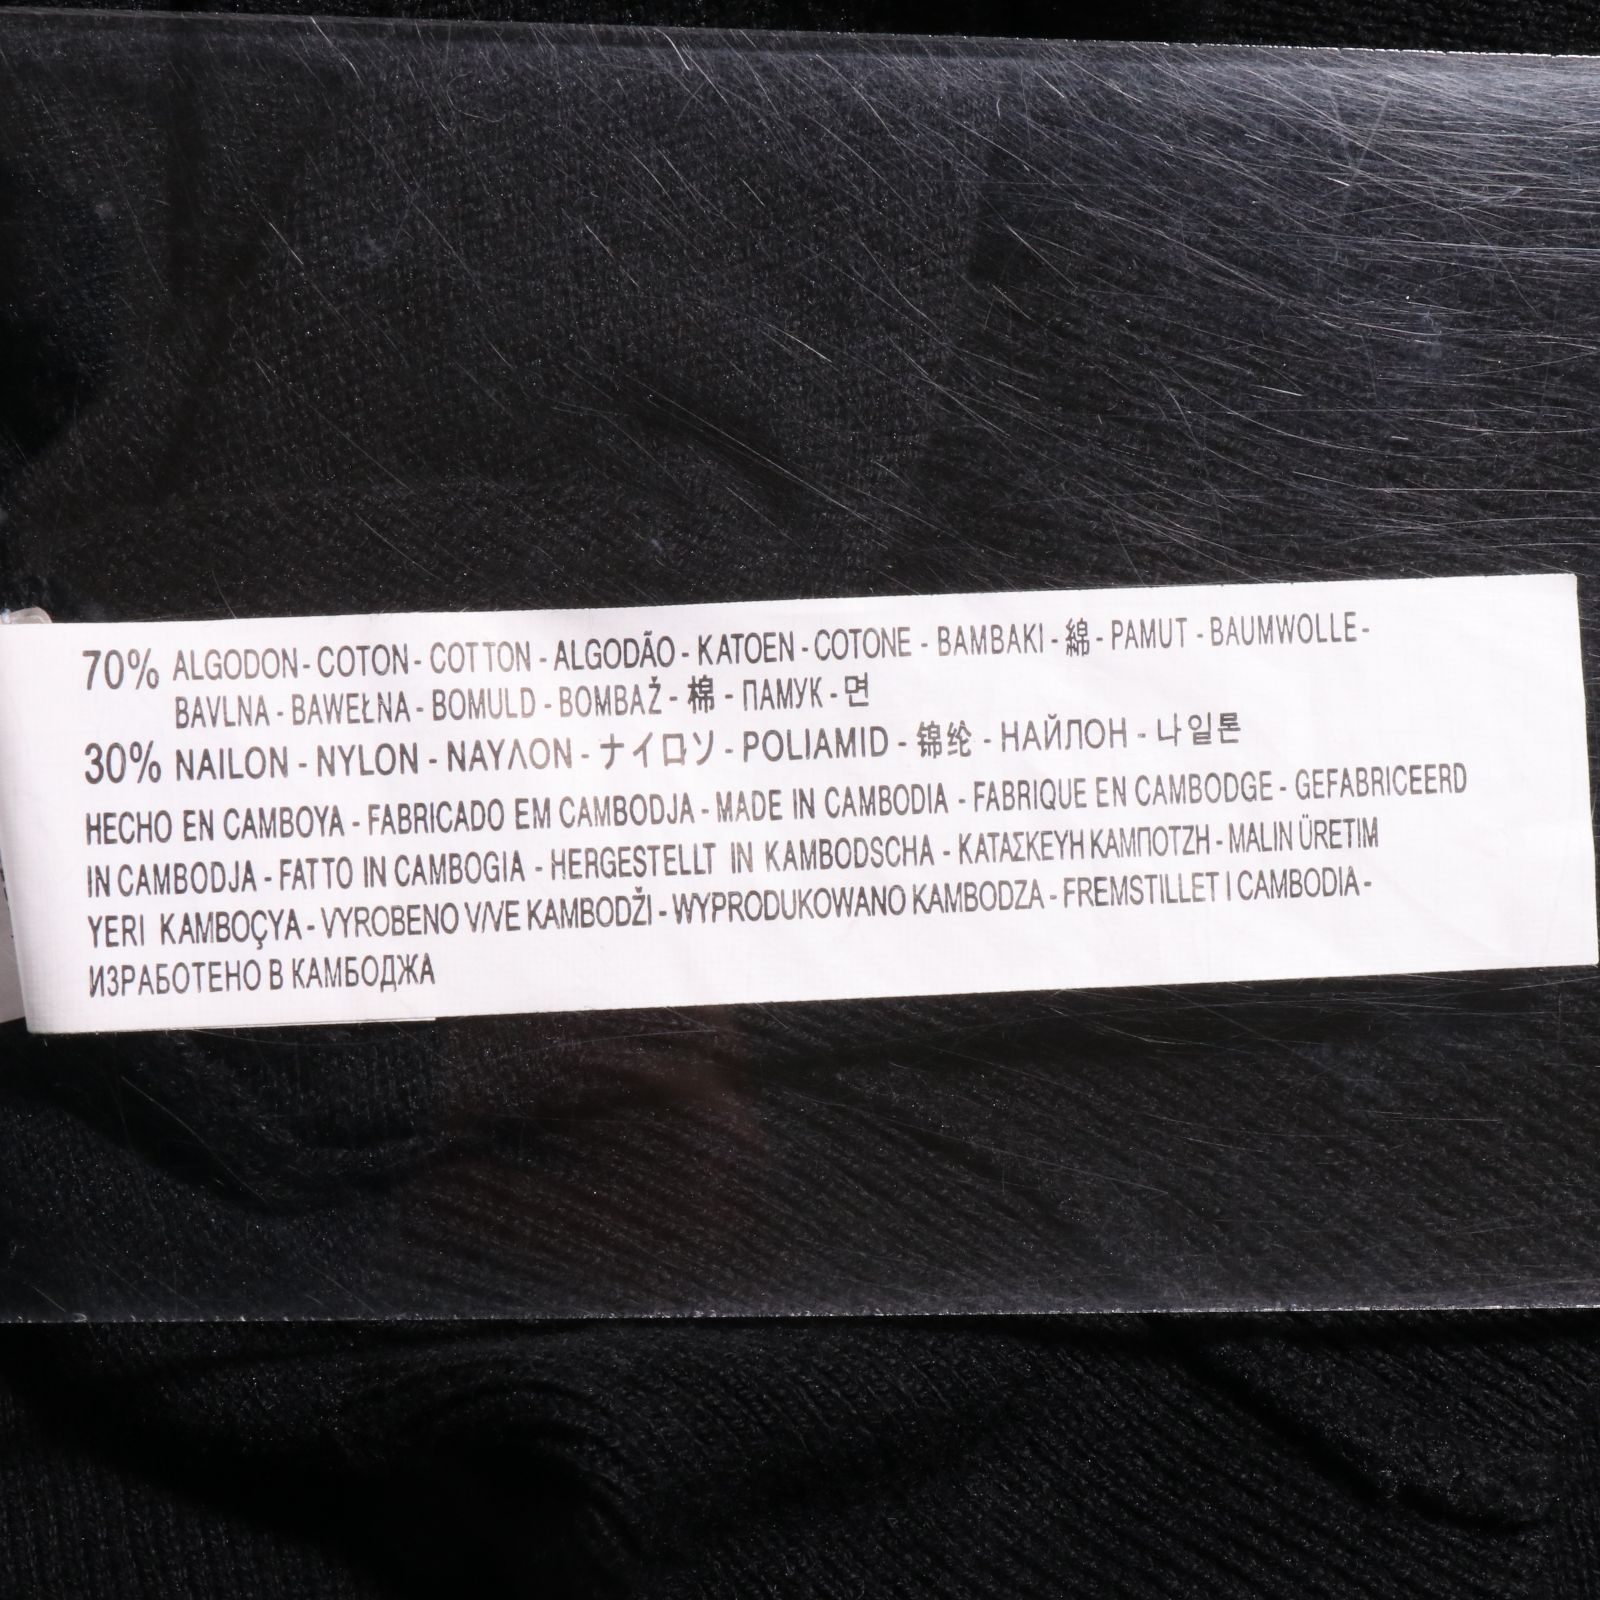 70% ALGODON - COTON - COTTON - ALGODÃO - KATOEN - COTONE - BAMBAKI - 綿 - PAMUT - BAUMWOLLE -
BAVLNA - BAWEŁNA - BOMULD - BOMBAŽ - 棉 - ПАМУК - 면
30% NAILON - NYLON - ΝΑΥΛΟΝ - ナイロン - POLIAMID - 锦纶 - НАЙЛОН - 나일론
HECHO EN CAMBOYA - FABRICADO EM CAMBODJA - MADE IN CAMBODIA - FABRIQUE EN CAMBODGE - GEFABRICEERD
IN CAMBODJA - FATTO IN CAMBOGIA - HERGESTELLT IN KAMBODSCHA - ΚΑΤΑΣΚΕΥΗ ΚΑΜΠΟΤΖΗ - MALIN ÜRETIM
YERI KAMBOÇYA - VYROBENO V/VE KAMBODŽI - WYPRODUKOWANO KAMBODZA - FREMSTILLET I CAMBODIA -
ИЗРАБОТЕНО В КАМБОДЖА